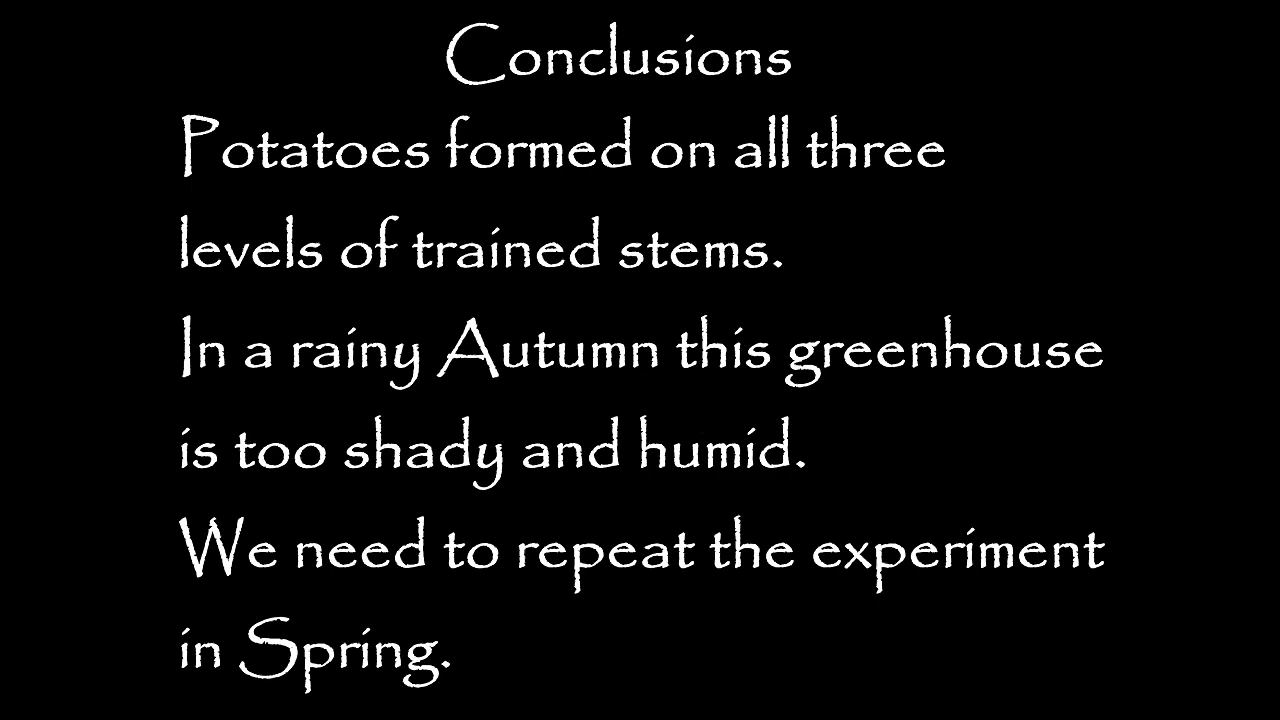 Conclusions
Potatoes formed on all three
levels of trained stems.
In a rainy Autumn this greenhouse
is too shady and humid.
We need to repeat the experiment
in Spring.